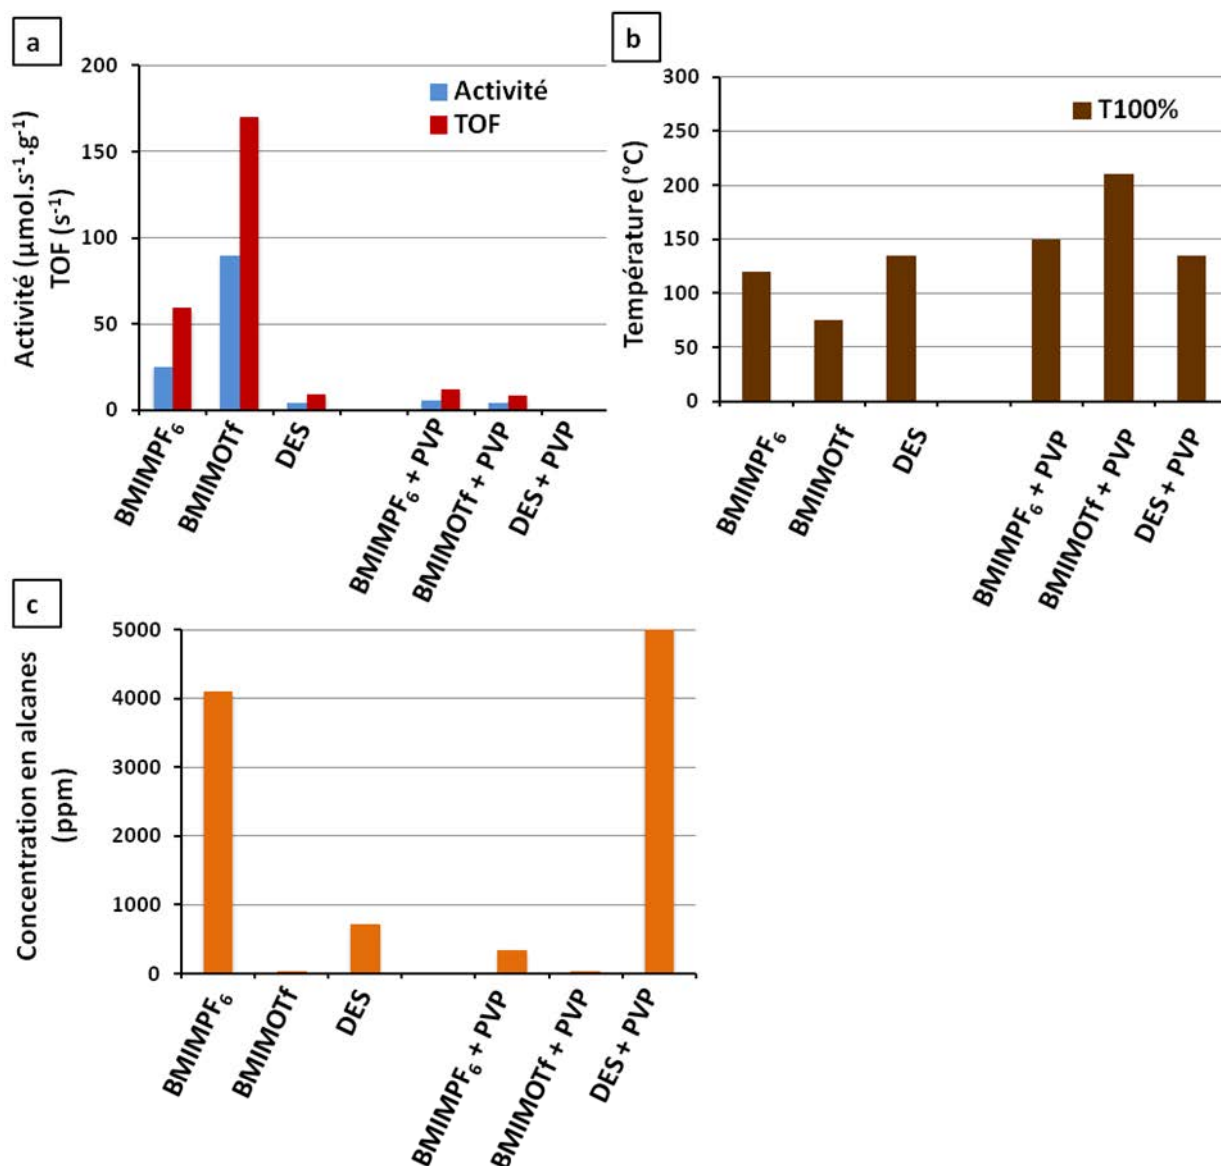 a
200
150
100
50
0
Activité (µmol.s⁻¹·g⁻¹)
TOF (s⁻¹)
Activité
TOF
BMIMPF₆
BMIMOTf
DES
BMIMPF₆ + PVP
BMIMOTf + PVP
DES + PVP
b
300
250
200
150
100
50
0
Température (°C)
T100%
BMIMPF₆
BMIMOTf
DES
BMIMPF₆ + PVP
BMIMOTf + PVP
DES + PVP
c
5000
4000
3000
2000
1000
0
Concentration en alcanes
(ppm)
BMIMPF₆
BMIMOTf
DES
BMIMPF₆ + PVP
BMIMOTf + PVP
DES + PVP